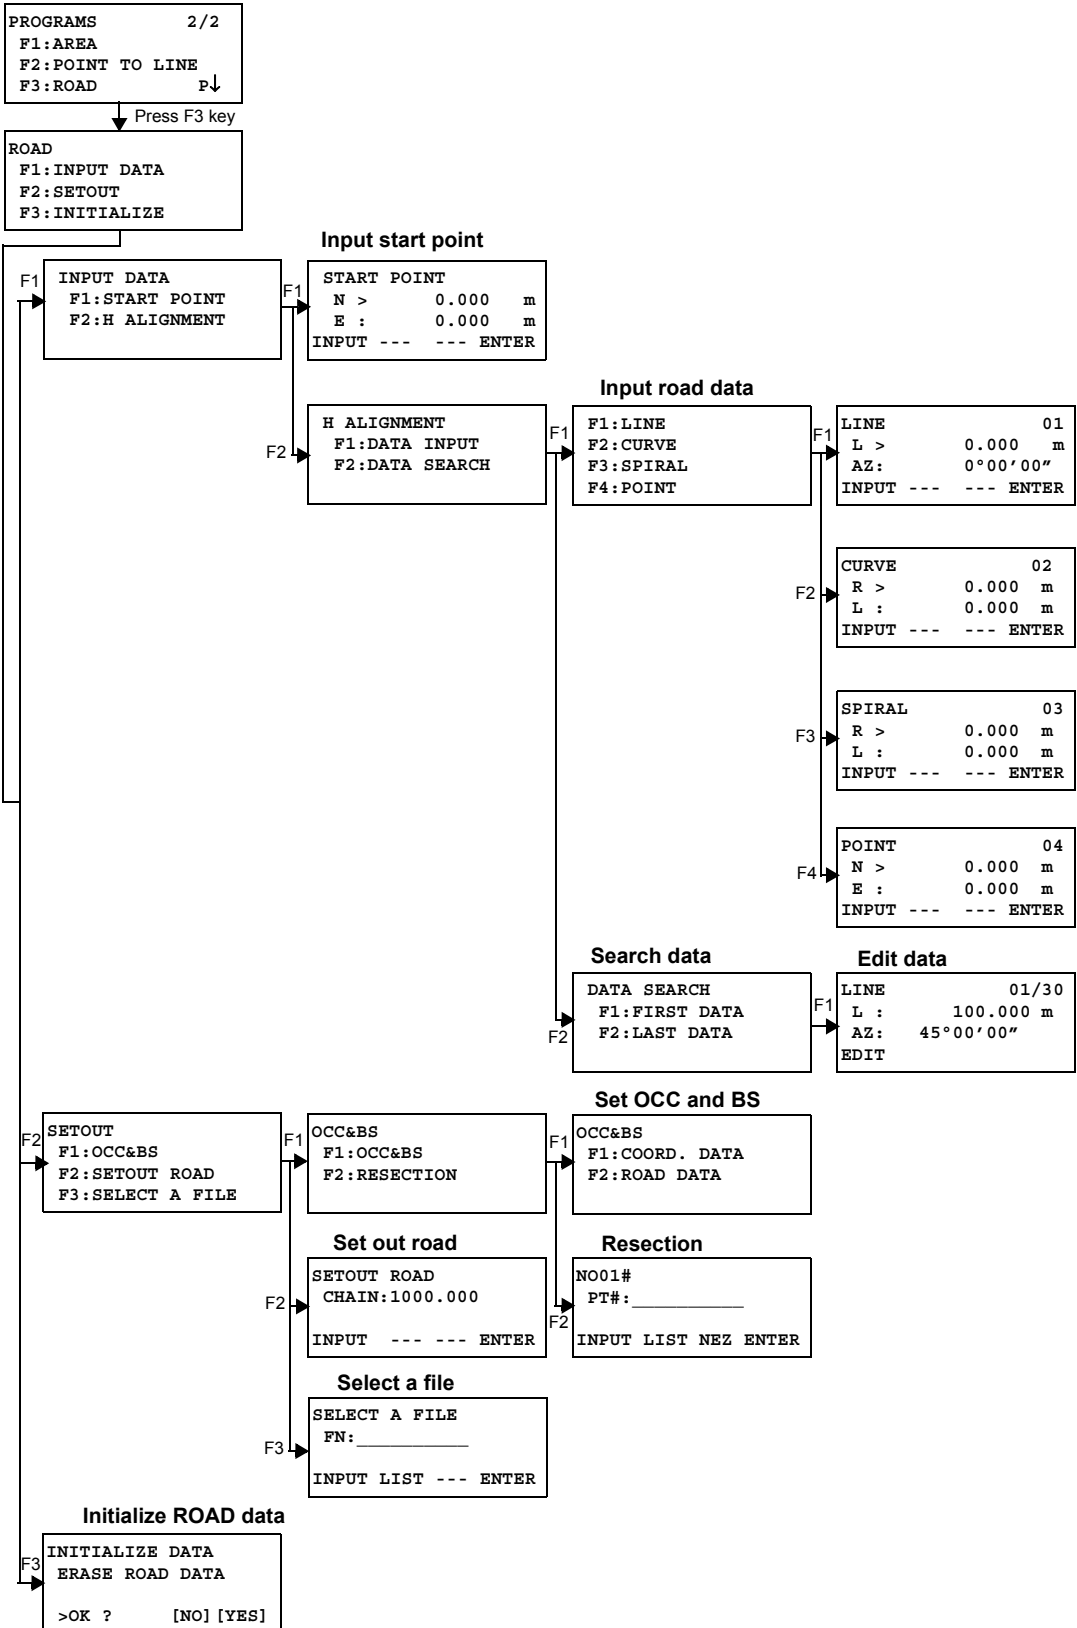 PROGRAMS 2/2
F1:AREA
F2:POINT TO LINE
F3:ROAD P↓
Press F3 key
ROAD
F1:INPUT DATA
F2:SETOUT
F3:INITIALIZE
F1
INPUT DATA
F1:START POINT
F2:H ALIGNMENT
Input start point
F1
START POINT
N > 0.000 m
E : 0.000 m
INPUT --- --- ENTER
F2
H ALIGNMENT
F1:DATA INPUT
F2:DATA SEARCH
Input road data
F1
F1:LINE
F2:CURVE
F3:SPIRAL
F4:POINT
F1
LINE 01
L > 0.000 m
AZ: 0°00′00″
INPUT --- --- ENTER
F2
CURVE 02
R > 0.000 m
L : 0.000 m
INPUT --- --- ENTER
F3
SPIRAL 03
R > 0.000 m
L : 0.000 m
INPUT --- --- ENTER
F4
POINT 04
N > 0.000 m
E : 0.000 m
INPUT --- --- ENTER
Search data
F2
DATA SEARCH
F1:FIRST DATA
F2:LAST DATA
Edit data
F1
LINE 01/30
L : 100.000 m
AZ: 45°00′00″
EDIT
F2
SETOUT
F1:OCC&BS
F2:SETOUT ROAD
F3:SELECT A FILE
F1
OCC&BS
F1:OCC&BS
F2:RESECTION
Set OCC and BS
F1
OCC&BS
F1:COORD. DATA
F2:ROAD DATA
Set out road
F2
SETOUT ROAD
CHAIN:1000.000
INPUT --- --- ENTER
Resection
F2
NO01#
PT#:__________
INPUT LIST NEZ ENTER
Select a file
F3
SELECT A FILE
FN:__________
INPUT LIST --- ENTER
Initialize ROAD data
F3
INITIALIZE DATA
ERASE ROAD DATA
>OK ? [NO][YES]